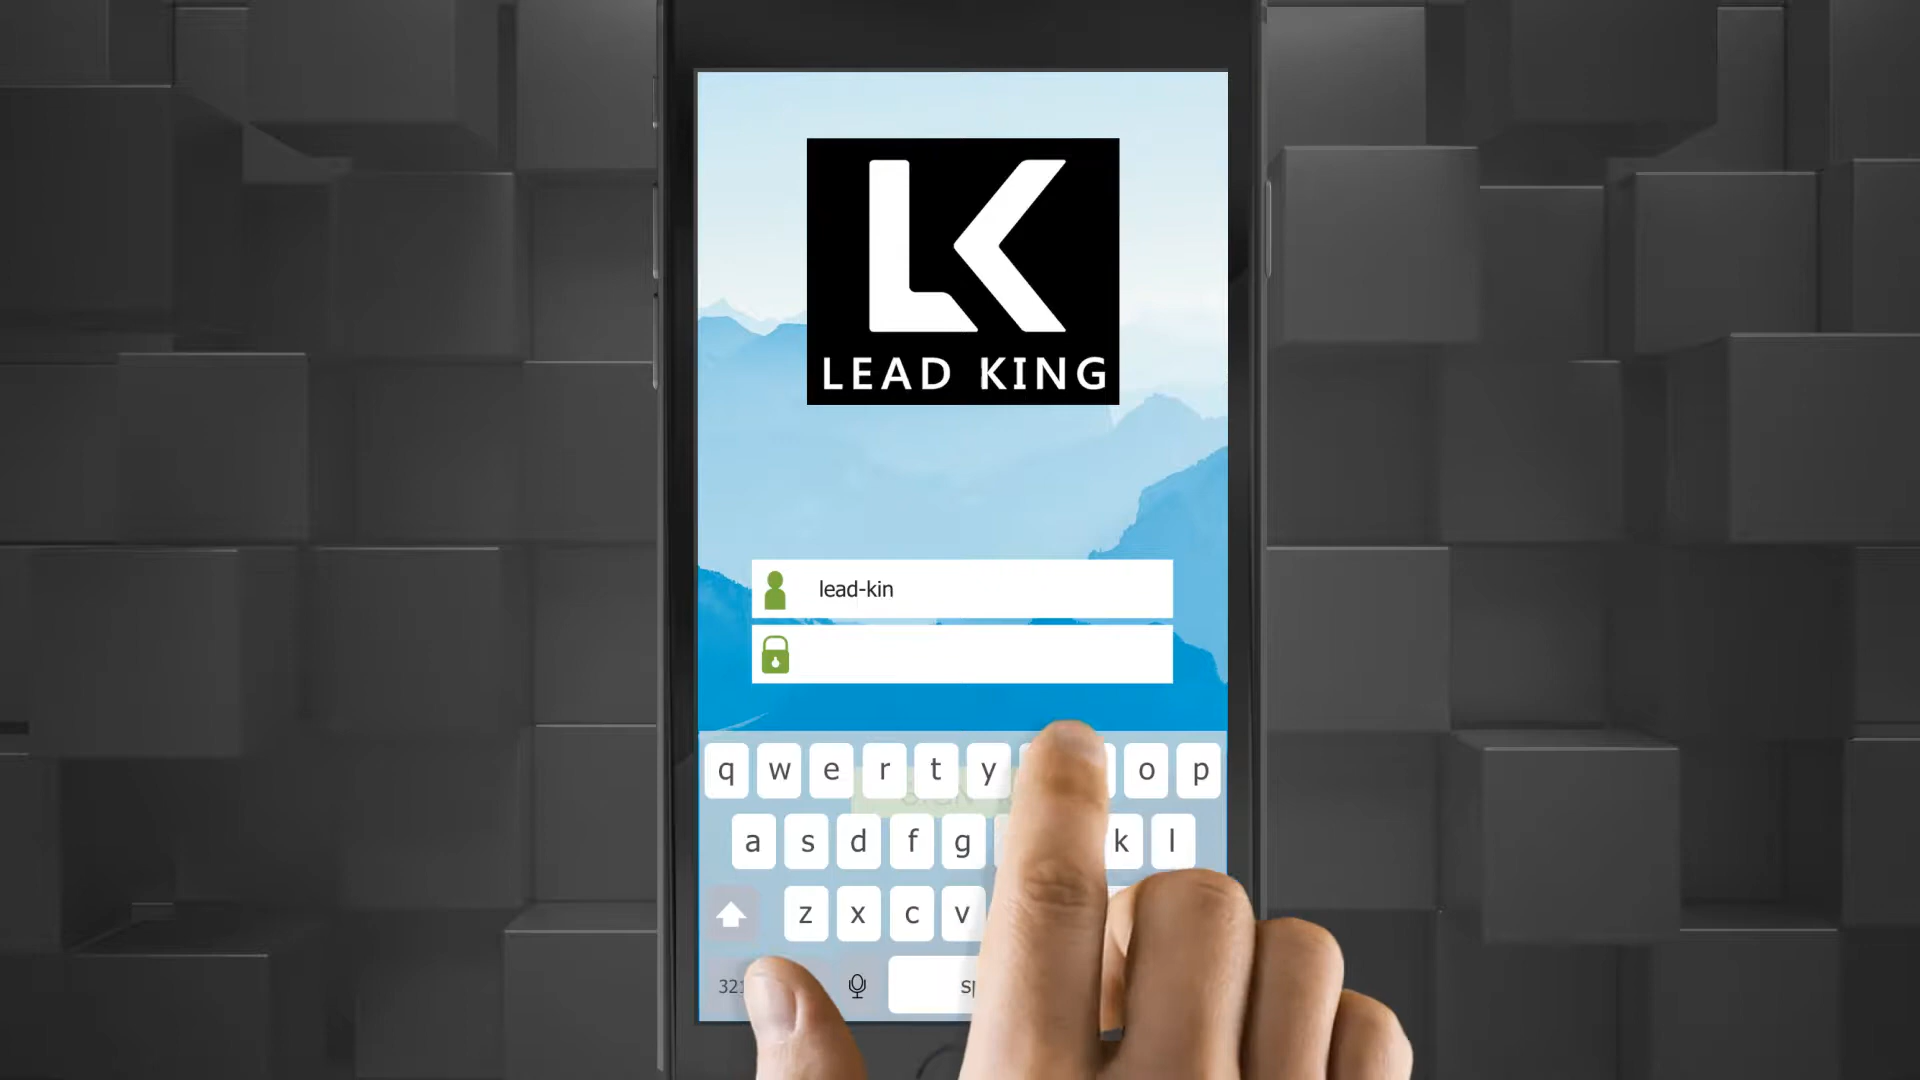 LK
LEAD KING
lead-kin
q w e r t y o p
a s d f g k l
z x c v